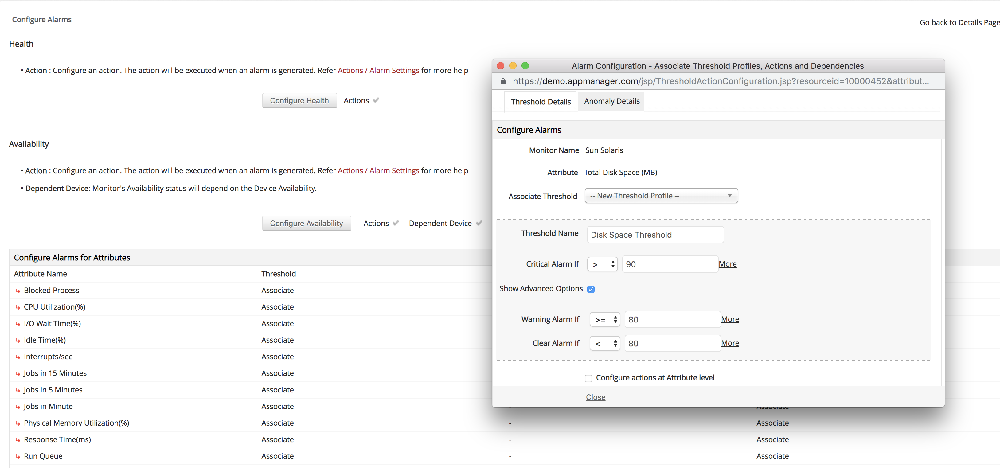 Configure Alarms
Go back to Details Page
Health
• Action : Configure an action. The action will be executed when an alarm is generated. Refer Actions / Alarm Settings for more help
Configure Health Actions
Availability
• Action : Configure an action. The action will be executed when an alarm is generated. Refer Actions / Alarm Settings for more help
• Dependent Device: Monitor's Availability status will depend on the Device Availability.
Configure Availability Actions Dependent Device
Configure Alarms for Attributes
Attribute Name Threshold
Blocked Process Associate
CPU Utilization(%) Associate
I/O Wait Time(%) Associate
Idle Time(%) Associate
Interrupts/sec Associate
Jobs in 15 Minutes Associate
Jobs in 5 Minutes Associate
Jobs in Minute Associate Associate
Physical Memory Utilization(%) Associate - Associate
Response Time(ms) Associate - Associate
Run Queue Associate - Associate
Alarm Configuration - Associate Threshold Profiles, Actions and Dependencies
https://demo.appmanager.com/jsp/ThresholdActionConfiguration.jsp?resourceid=10000452&attribut...
Threshold Details Anomaly Details
Configure Alarms
Monitor Name Sun Solaris
Attribute Total Disk Space (MB)
Associate Threshold -- New Threshold Profile --
Threshold Name Disk Space Threshold
Critical Alarm If > 90 More
Show Advanced Options
Warning Alarm If >= 80 More
Clear Alarm If < 80 More
Configure actions at Attribute level
Close